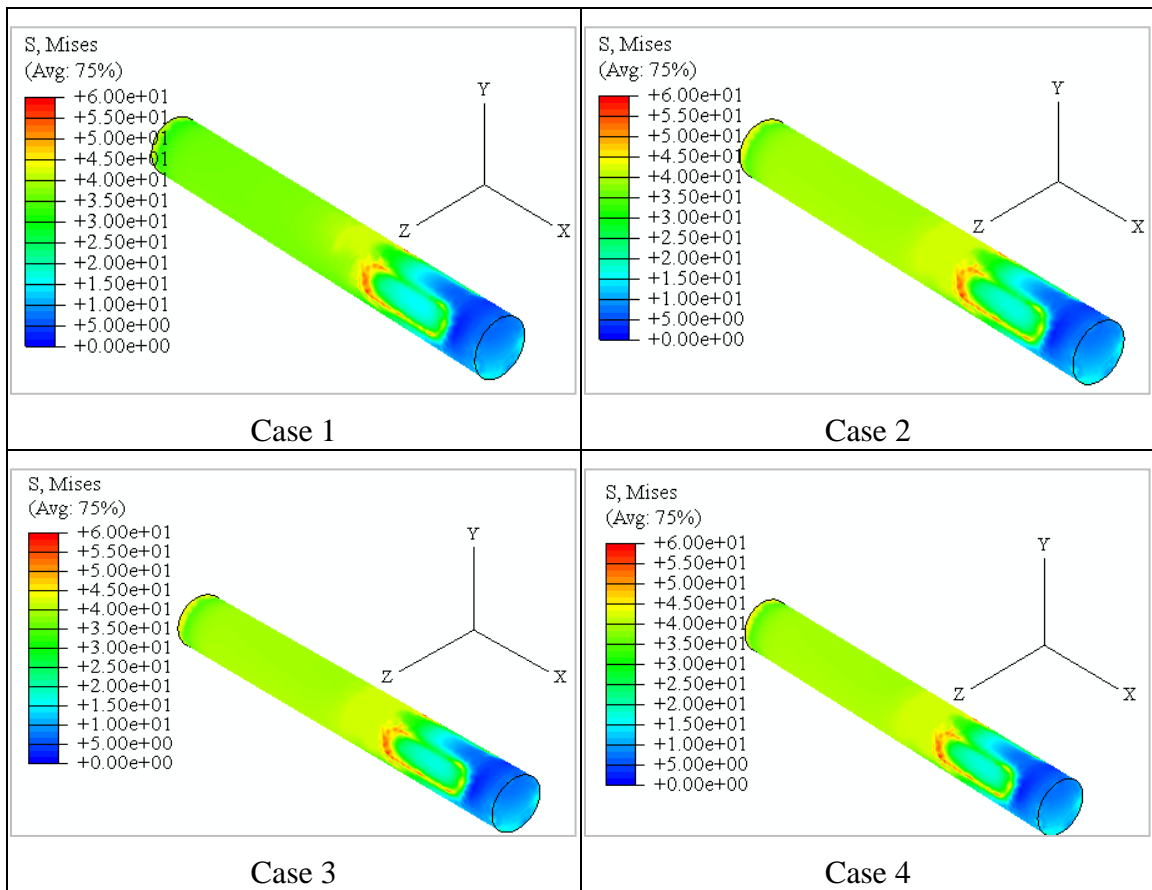 S, Mises
(Avg: 75%)
+6.00e+01
+5.50e+01
+5.00e+01
+4.50e+01
+4.00e+01
+3.50e+01
+3.00e+01
+2.50e+01
+2.00e+01
+1.50e+01
+1.00e+01
+5.00e+00
+0.00e+00
Y
Z
X
Case 1
S, Mises
(Avg: 75%)
+6.00e+01
+5.50e+01
+5.00e+01
+4.50e+01
+4.00e+01
+3.50e+01
+3.00e+01
+2.50e+01
+2.00e+01
+1.50e+01
+1.00e+01
+5.00e+00
+0.00e+00
Y
Z
X
Case 2
S, Mises
(Avg: 75%)
+6.00e+01
+5.50e+01
+5.00e+01
+4.50e+01
+4.00e+01
+3.50e+01
+3.00e+01
+2.50e+01
+2.00e+01
+1.50e+01
+1.00e+01
+5.00e+00
+0.00e+00
Y
Z
X
Case 3
S, Mises
(Avg: 75%)
+6.00e+01
+5.50e+01
+5.00e+01
+4.50e+01
+4.00e+01
+3.50e+01
+3.00e+01
+2.50e+01
+2.00e+01
+1.50e+01
+1.00e+01
+5.00e+00
+0.00e+00
Y
Z
X
Case 4